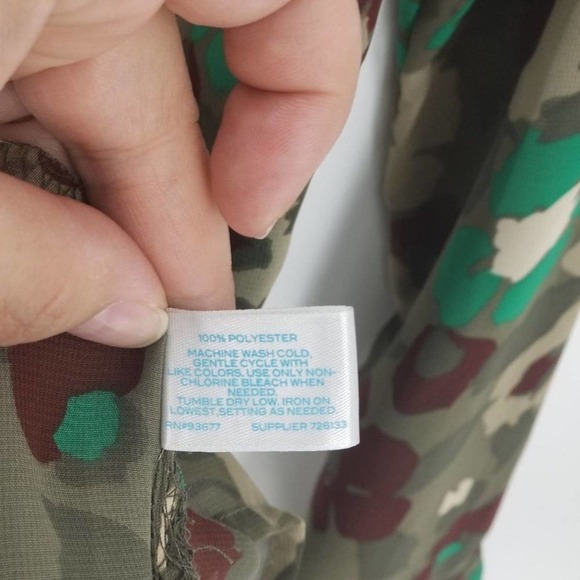 100% POLYESTER
MACHINE WASH COLD,
GENTLE CYCLE WITH
LIKE COLORS. USE ONLY NON-
CHLORINE BLEACH WHEN
NEEDED.
TUMBLE DRY LOW. IRON ON
LOWEST,SETTING AS NEEDED.
RN#93677 SUPPLIER 726133